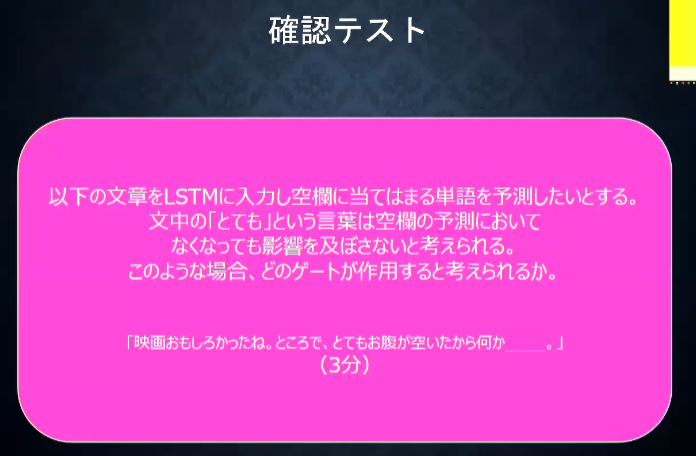 確認テスト
以下の文章をLSTMに入力し空欄に当てはまる単語を予測したいとする。
文中の「とても」という言葉は空欄の予測において
なくなっても影響を及ぼさないと考えられる。
このような場合、どのゲートが作用すると考えられるか。
「映画おもしろかったね。ところで、とてもお腹が空いたから何か_____。」
(3分)